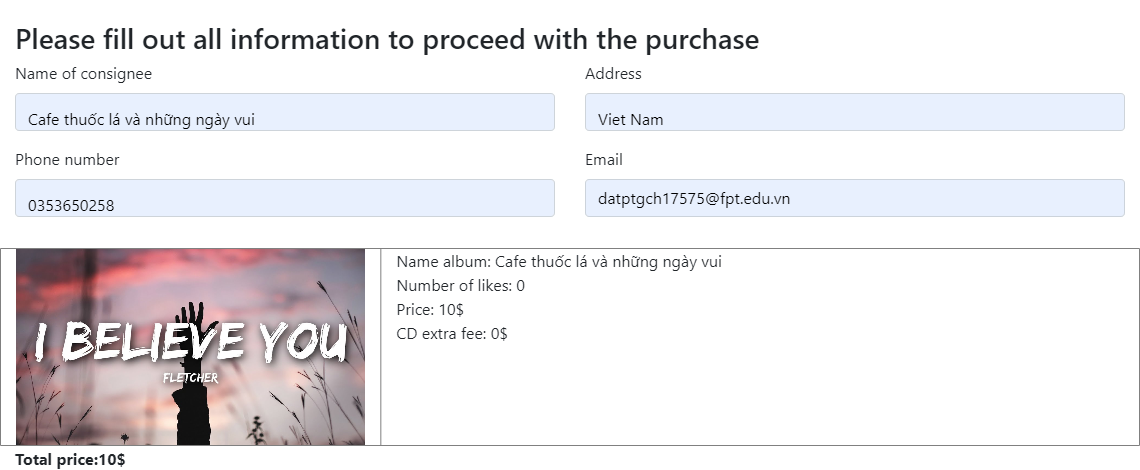 Please fill out all information to proceed with the purchase
Name of consignee
Address
Cafe thuốc lá và những ngày vui
Viet Nam
Phone number
Email
0353650258
datptgch17575@fpt.edu.vn
I BELIEVE YOU
FLETCHER
Name album: Cafe thuốc lá và những ngày vui
Number of likes: 0
Price: 10$
CD extra fee: 0$
Total price:10$